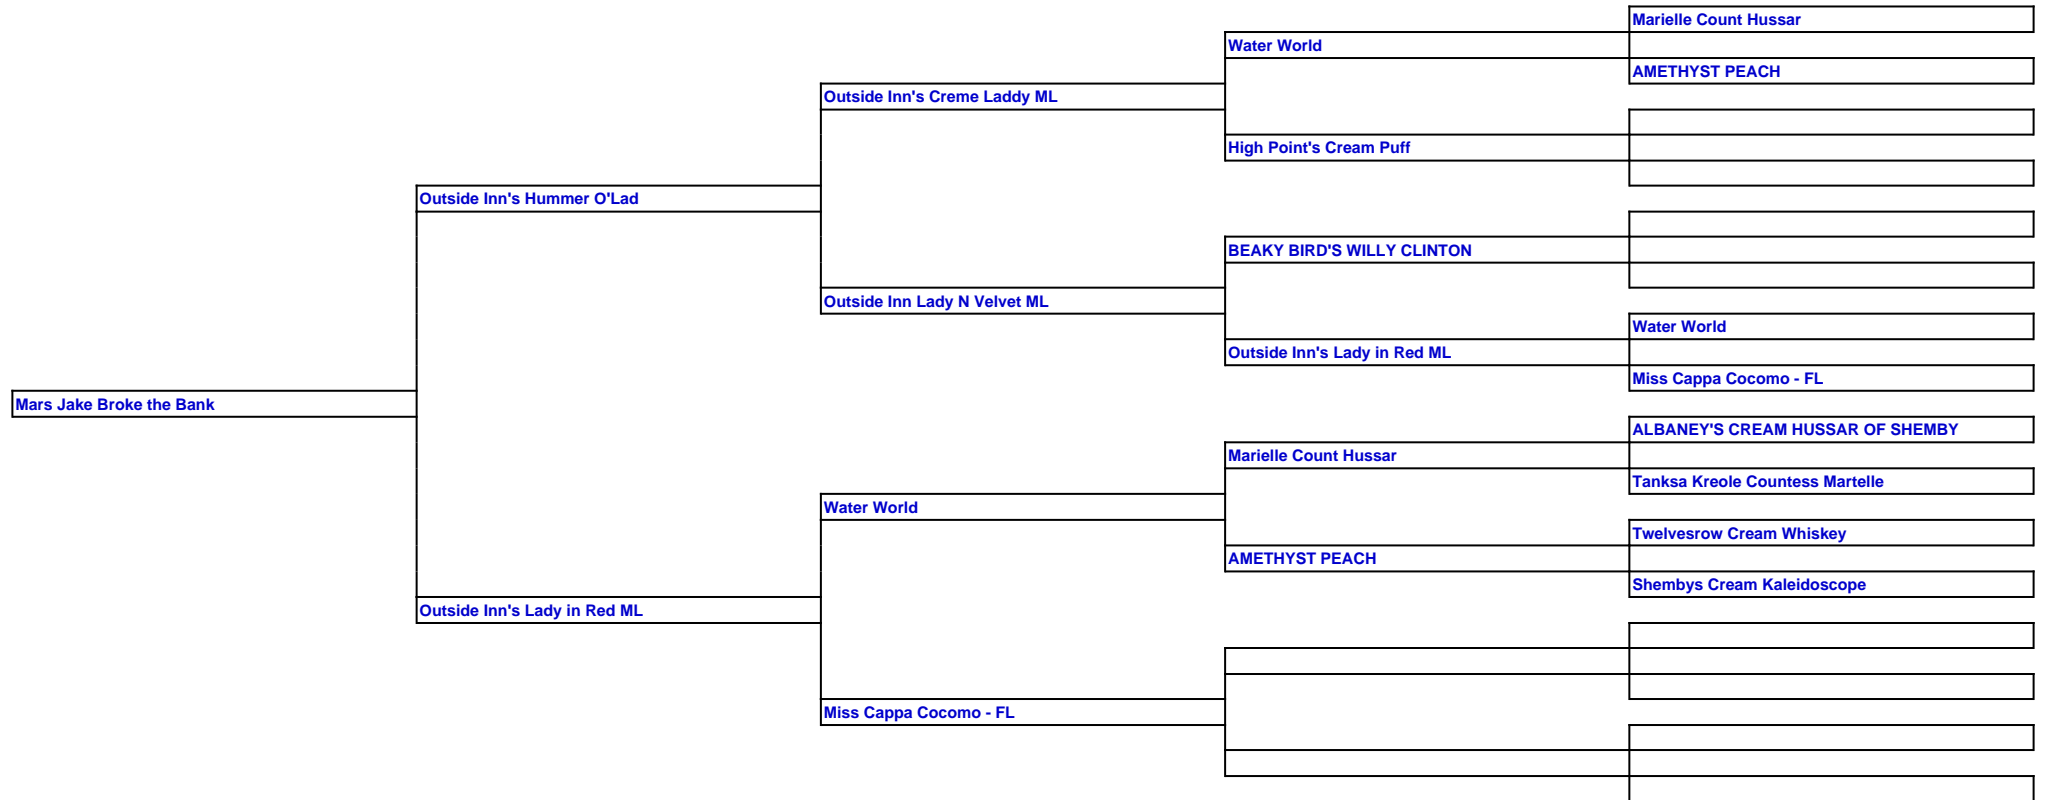 Marielle Count Hussar
Water World
AMETHYST PEACH
Outside Inn's Creme Laddy ML
High Point's Cream Puff
Outside Inn's Hummer O'Lad
BEAKY BIRD'S WILLY CLINTON
Outside Inn Lady N Velvet ML
Water World
Outside Inn's Lady in Red ML
Miss Cappa Cocomo - FL
Mars Jake Broke the Bank
ALBANEY'S CREAM HUSSAR OF SHEMBY
Marielle Count Hussar
Tanksa Kreole Countess Martelle
Water World
Twelvesrow Cream Whiskey
AMETHYST PEACH
Shembys Cream Kaleidoscope
Outside Inn's Lady in Red ML
Miss Cappa Cocomo - FL